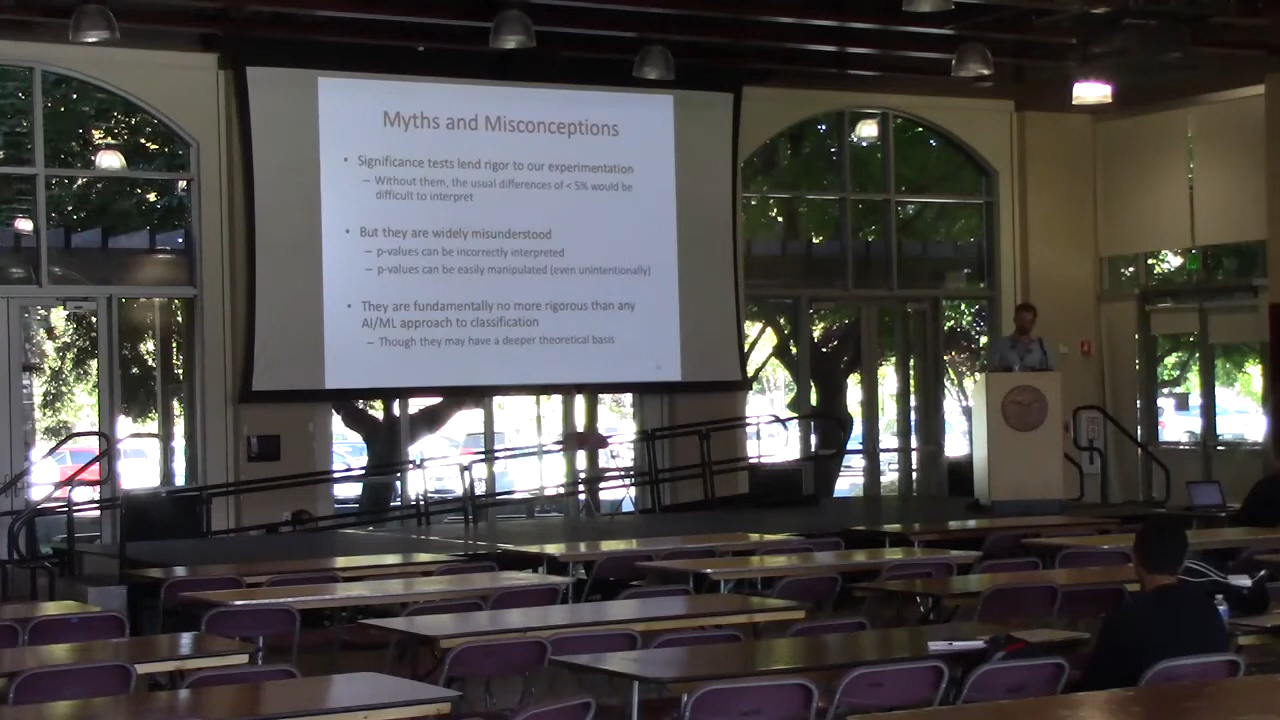 Myths and Misconceptions
• Significance tests lend rigor to our experimentation
– Without them, the usual differences of < 5% would be
difficult to interpret
• But they are widely misunderstood
– p-values can be incorrectly interpreted
– p-values can be easily manipulated (even unintentionally)
• They are fundamentally no more rigorous than any
AI/ML approach to classification
– Though they may have a deeper theoretical basis